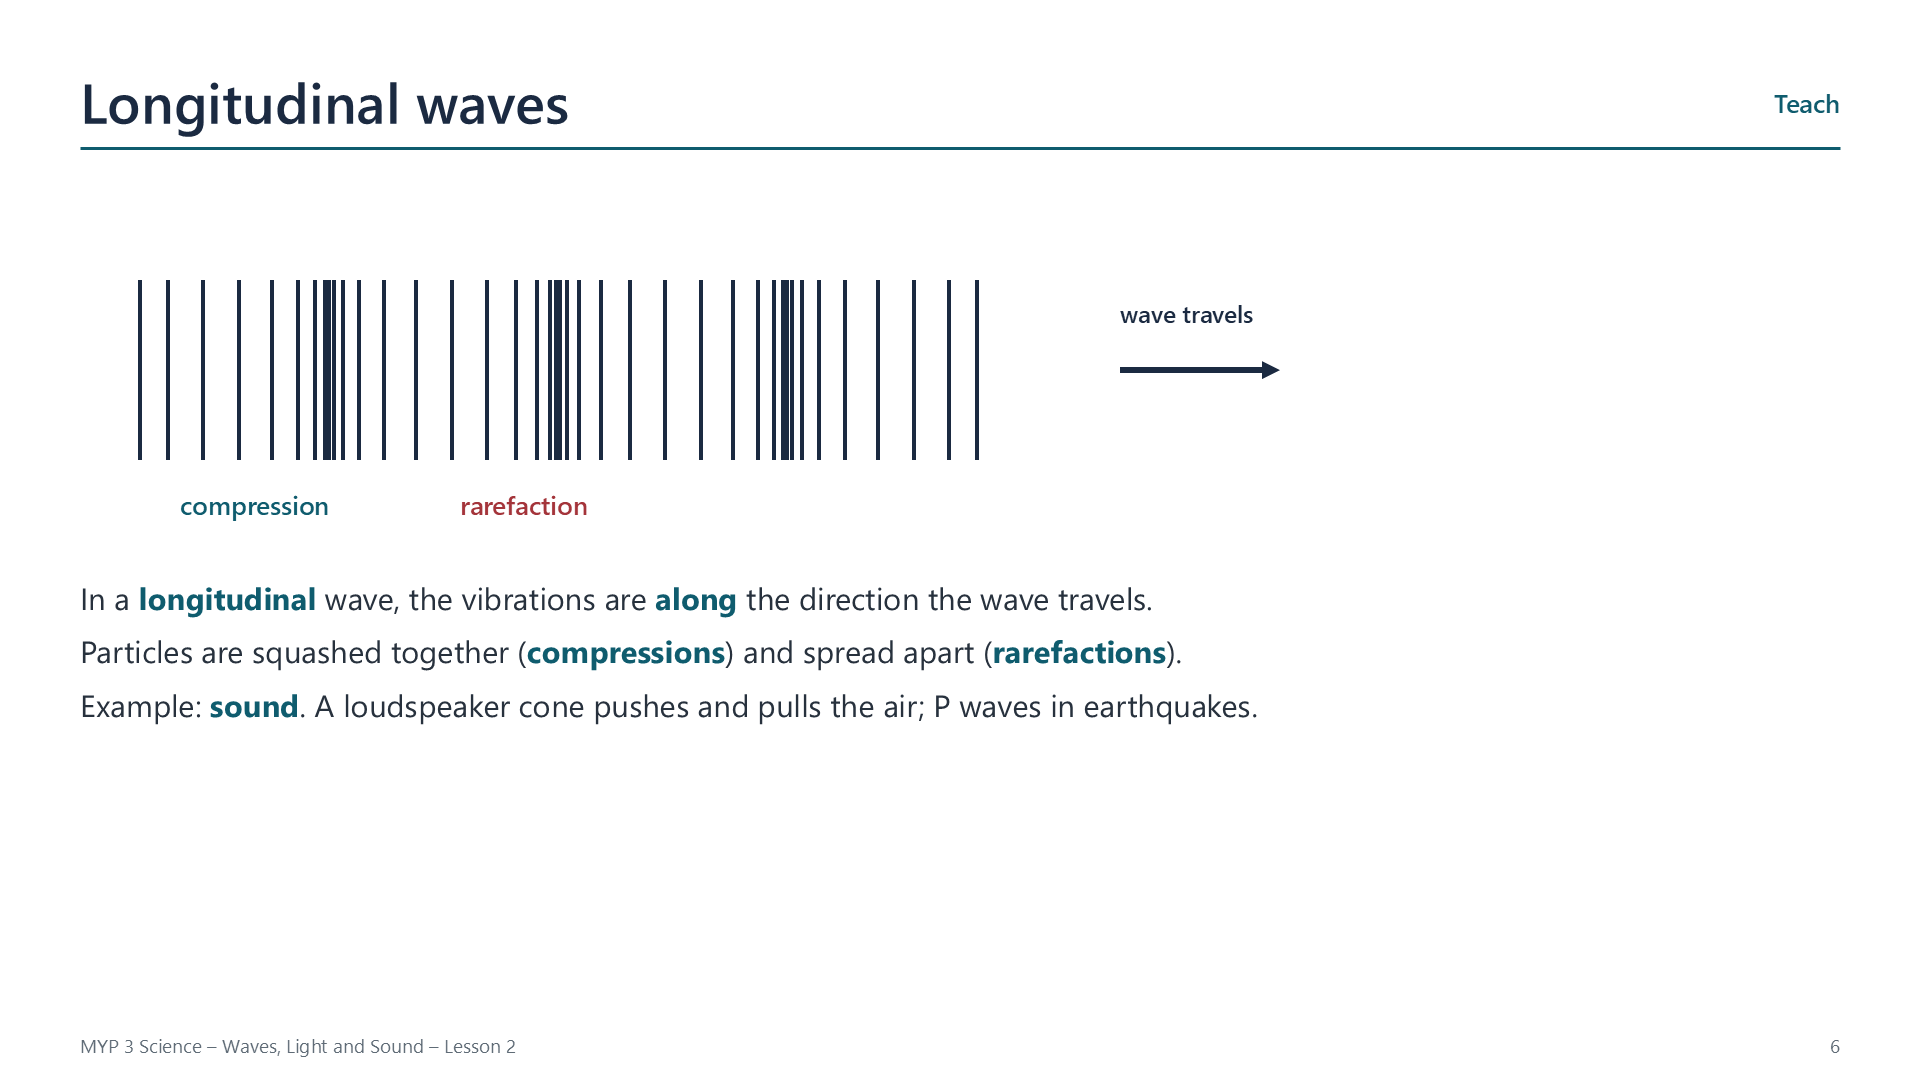 Longitudinal waves
Teach
wave travels
compression
rarefaction
In a longitudinal wave, the vibrations are along the direction the wave travels.
Particles are squashed together (compressions) and spread apart (rarefactions).
Example: sound. A loudspeaker cone pushes and pulls the air; P waves in earthquakes.
MYP 3 Science – Waves, Light and Sound – Lesson 2
6